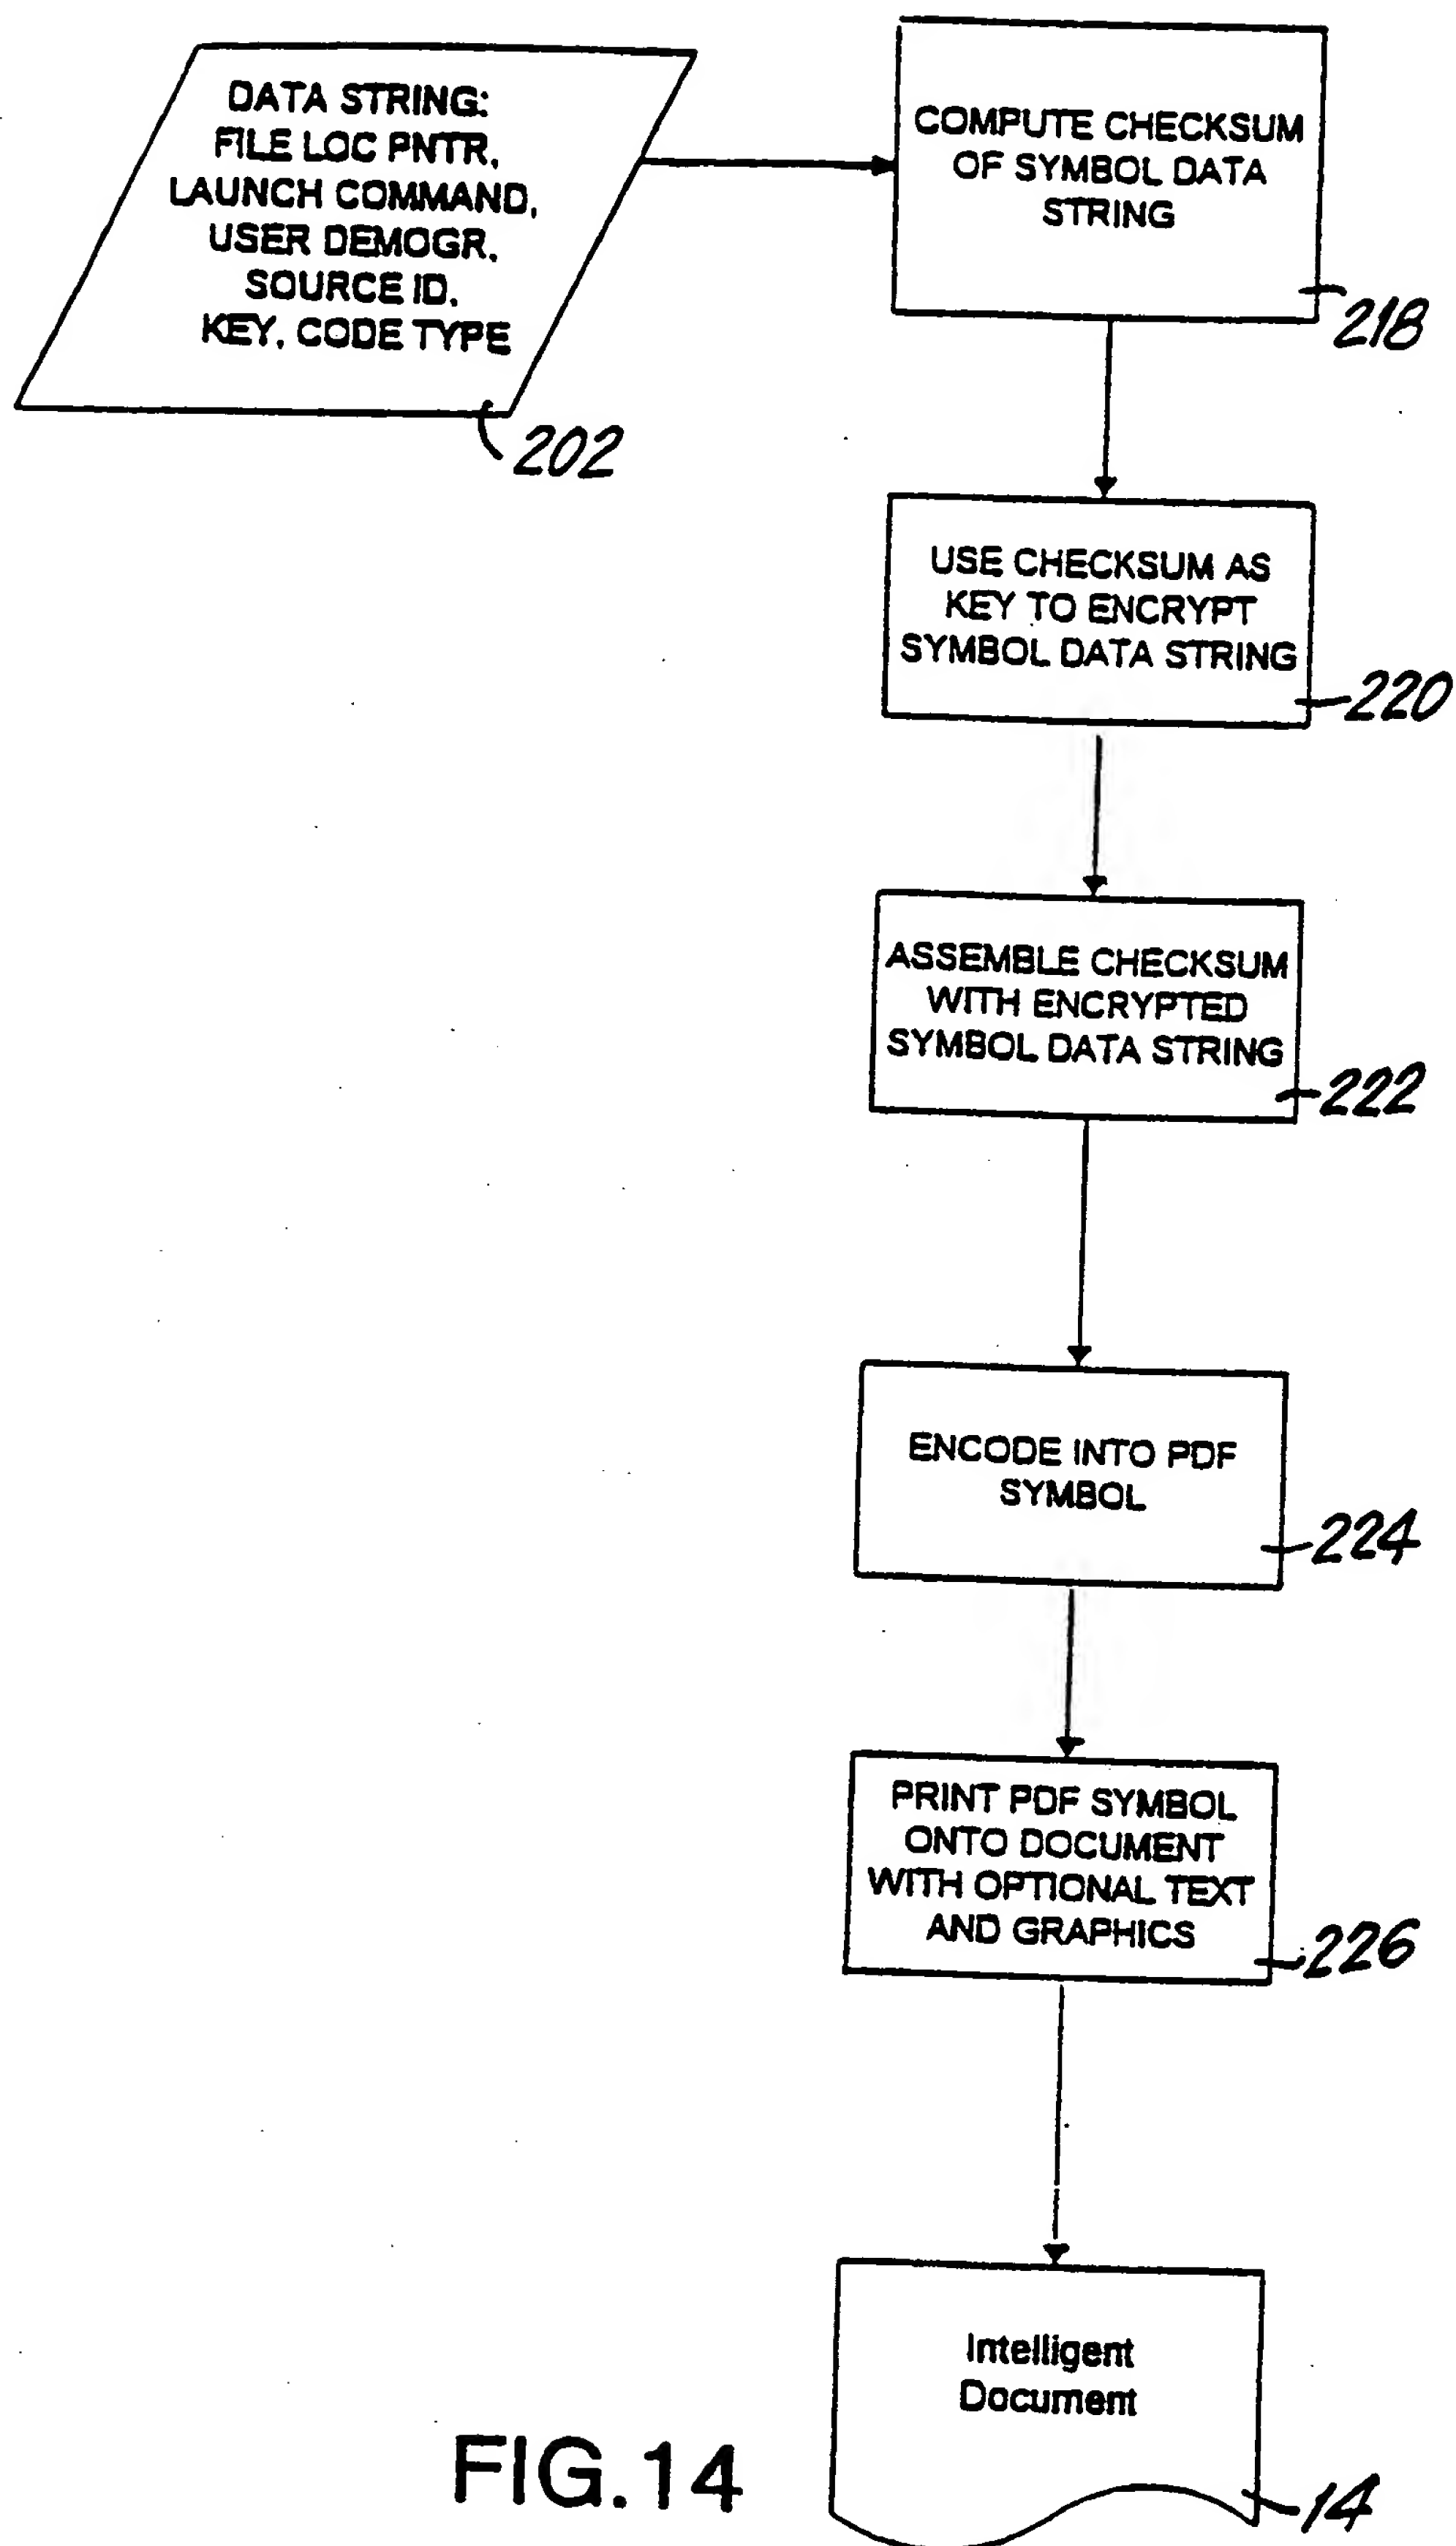 DATA STRING:
FILE LOC PNTR,
LAUNCH COMMAND,
USER DEMOGR,
SOURCE ID,
KEY, CODE TYPE
202
COMPUTE CHECKSUM
OF SYMBOL DATA
STRING
218
USE CHECKSUM AS
KEY TO ENCRYPT
SYMBOL DATA STRING
220
ASSEMBLE CHECKSUM
WITH ENCRYPTED
SYMBOL DATA STRING
222
ENCODE INTO PDF
SYMBOL
224
PRINT PDF SYMBOL
ONTO DOCUMENT
WITH OPTIONAL TEXT
AND GRAPHICS
226
Intelligent
Document
14
FIG.14